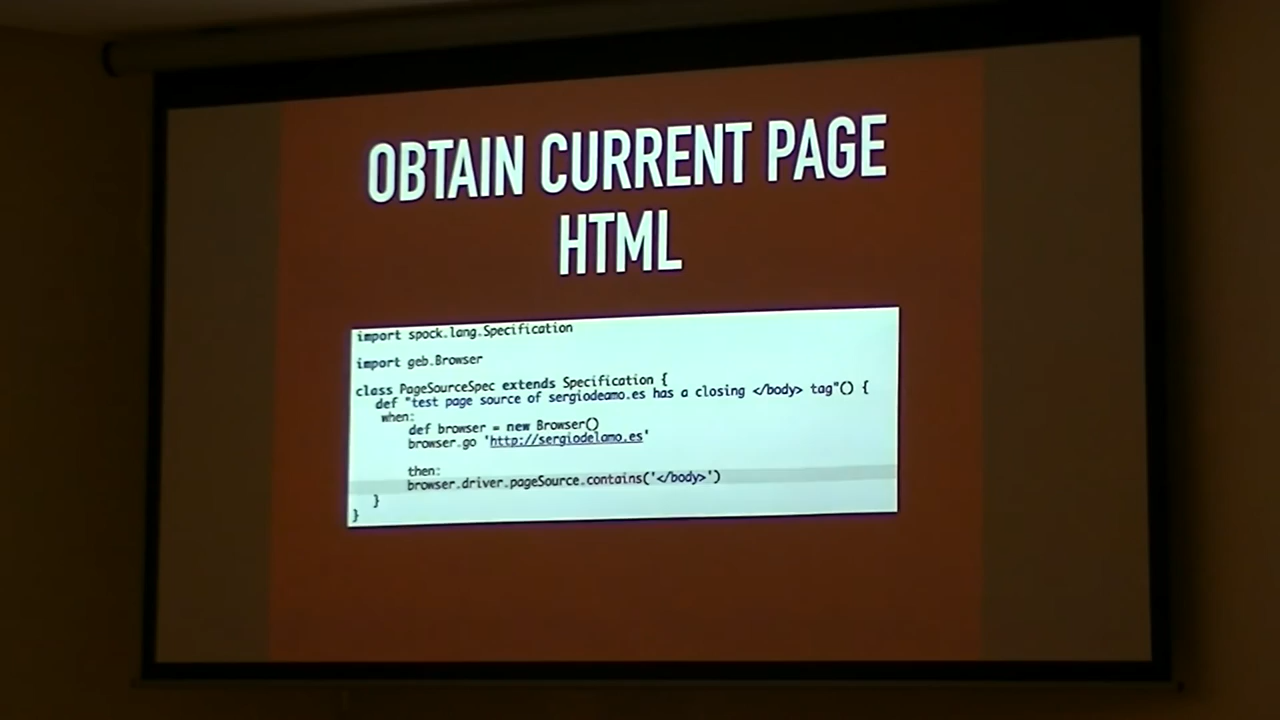 OBTAIN CURRENT PAGE
HTML
import spock.lang.Specification
import geb.Browser
class PageSourceSpec extends Specification {
def "test page source of sergiodeamo.es has a closing </body> tag"() {
when:
def browser = new Browser()
browser.go 'http://sergiodelamo.es'
then:
browser.driver.pageSource.contains('</body>')
}
}